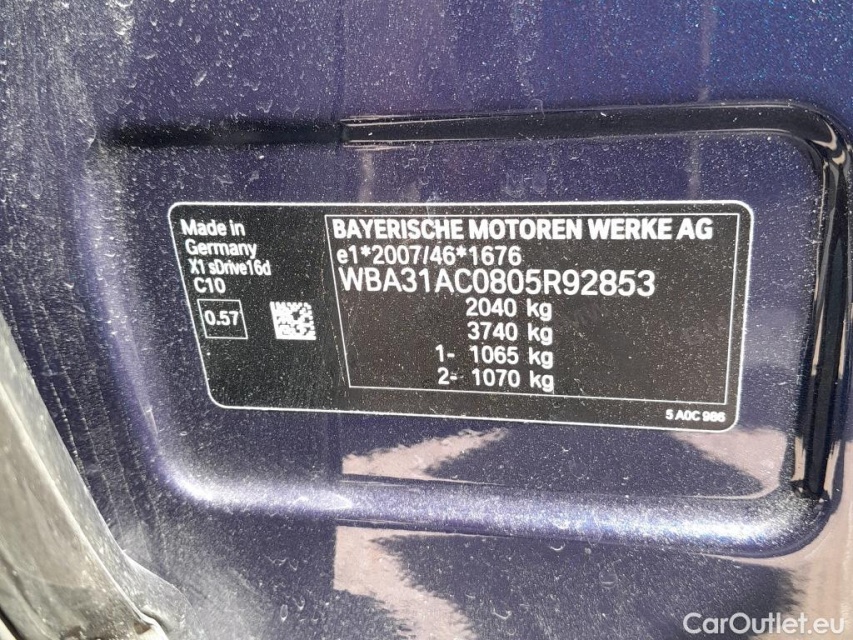 Made in
Germany
X1 sDrive16d
C10
0.57
BAYERISCHE MOTOREN WERKE AG
e1*2007/46*1676
WBA31AC0805R92853
2040 kg
3740 kg
1- 1065 kg
2- 1070 kg
5 A0C 986
CarOutlet.eu